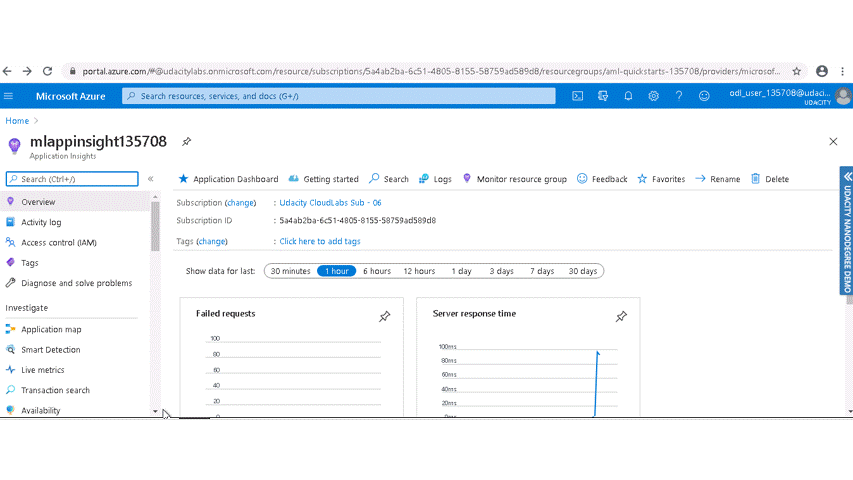 portal.azure.com/#@udacitylabs.onmicrosoft.com/resource/subscriptions/5a4ab2ba-6c51-4805-8155-58759ad589d8/resourcegroups/aml-quickstarts-135708/providers/microsof...
Microsoft Azure
Search resources, services, and docs (G+/)
odl_user_135708@udaci...
UDACITY
Home >
mlappinsight135708
Application Insights
Search (Ctrl+/)
«
Application Dashboard
Getting started
Search
Logs
Monitor resource group
Feedback
Favorites
Rename
Delete
Overview
Activity log
Access control (IAM)
Tags
Diagnose and solve problems
Investigate
Application map
Smart Detection
Live metrics
Transaction search
Availability
Subscription (change) : Udacity CloudLabs Sub - 06
Subscription ID : 5a4ab2ba-6c51-4805-8155-58759ad589d8
Tags (change) : Click here to add tags
Show data for last: 30 minutes 1 hour 6 hours 12 hours 1 day 3 days 7 days 30 days
Failed requests
100
80
60
40
20
0
Server response time
100ms
80ms
60ms
40ms
20ms
0ms
UDACITY NANODEGREE DEMO